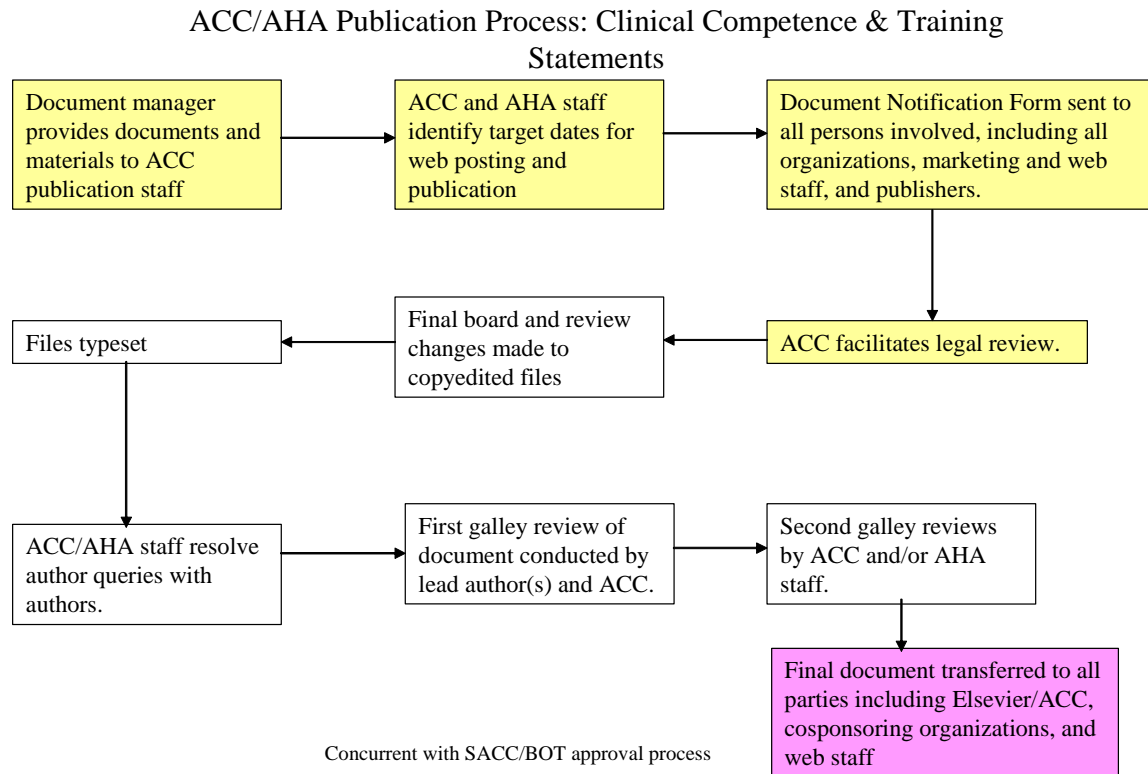 ACC/AHA Publication Process: Clinical Competence & Training
Statements
Document manager
provides documents and
materials to ACC
publication staff
ACC and AHA staff
identify target dates for
web posting and
publication
Document Notification Form sent to
all persons involved, including all
organizations, marketing and web
staff, and publishers.
Files typeset
Final board and review
changes made to
copyedited files
ACC facilitates legal review.
ACC/AHA staff resolve
author queries with
authors.
First galley review of
document conducted by
lead author(s) and ACC.
Second galley reviews
by ACC and/or AHA
staff.
Final document transferred to all
parties including Elsevier/ACC,
cosponsoring organizations, and
web staff
Concurrent with SACC/BOT approval process